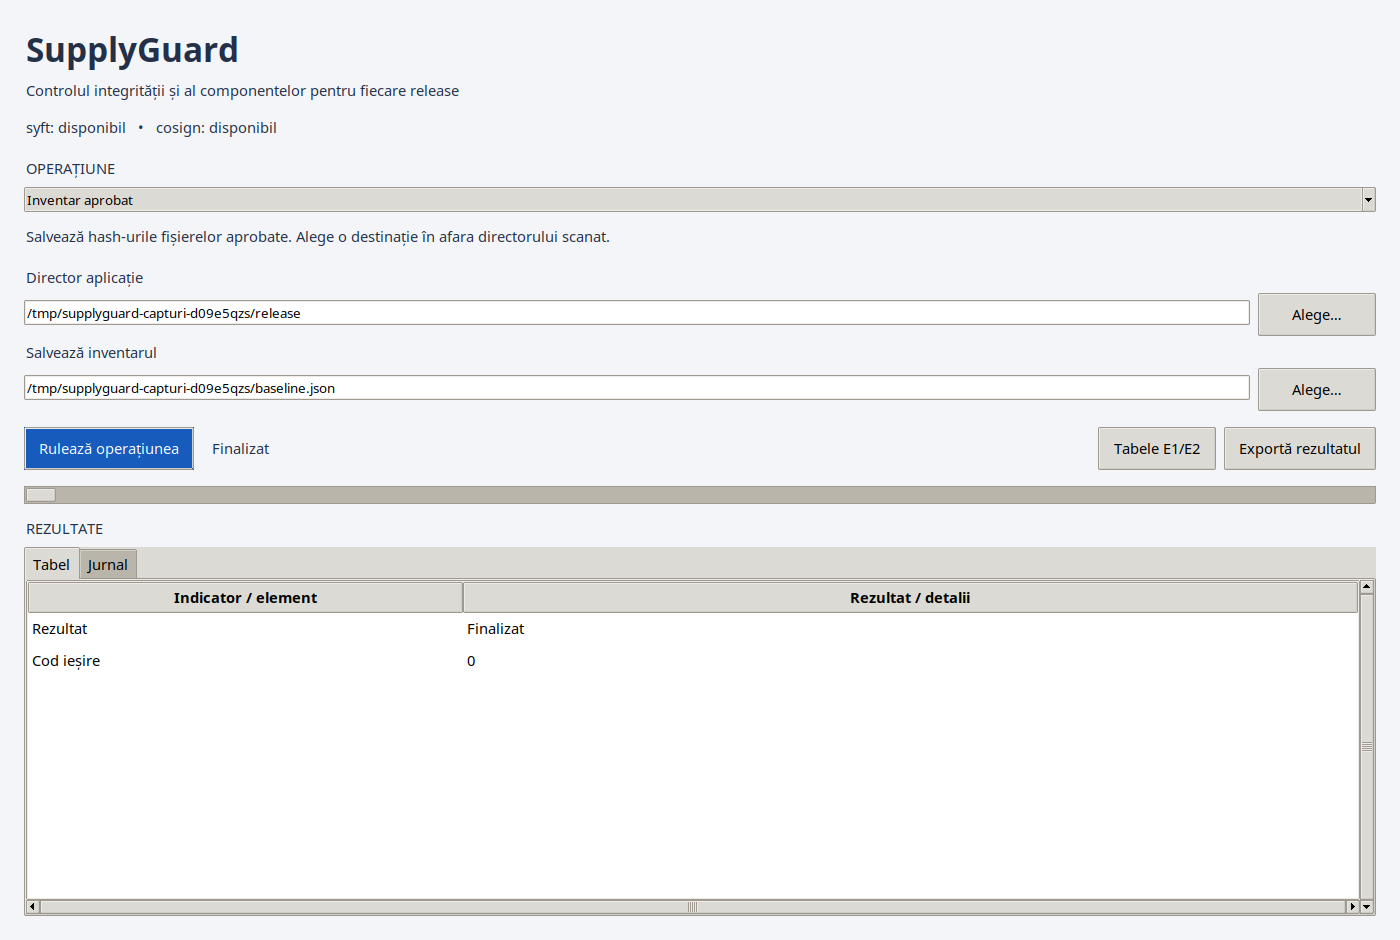 SupplyGuard
Controlul integrității și al componentelor pentru fiecare release
syft: disponibil • cosign: disponibil
OPERAȚIUNE
Inventar aprobat
Salvează hash-urile fișierelor aprobate. Alege o destinație în afara directorului scanat.
Director aplicație
/tmp/supplyguard-capturi-d09e5qzs/release Alege...
Salvează inventarul
/tmp/supplyguard-capturi-d09e5qzs/baseline.json Alege...
Rulează operațiunea Finalizat Tabele E1/E2 Exportă rezultatul
REZULTATE
Tabel Jurnal
Indicator / element Rezultat / detalii
Rezultat Finalizat
Cod ieșire 0